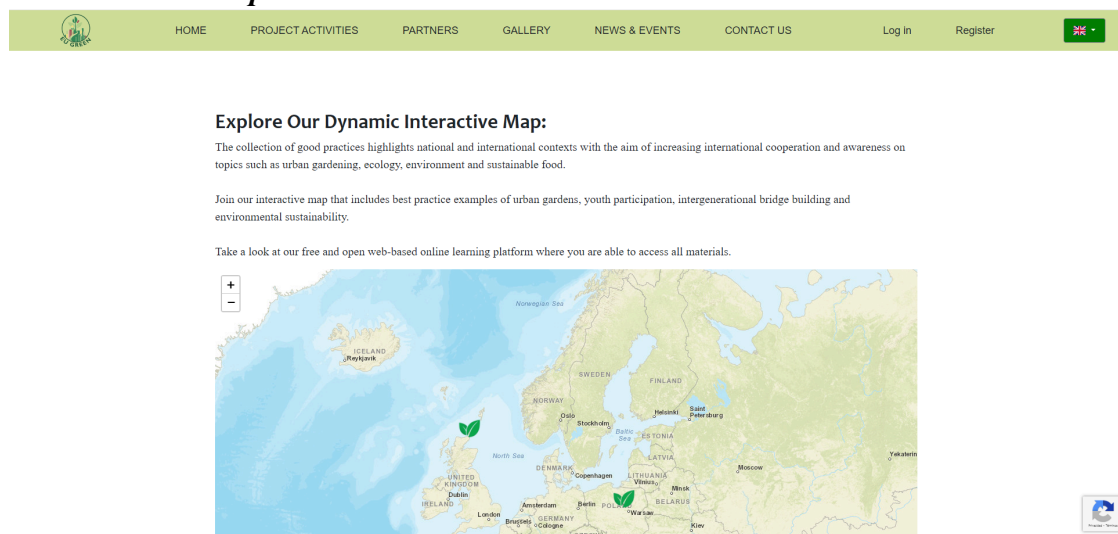 HOME PROJECT ACTIVITIES PARTNERS GALLERY NEWS & EVENTS CONTACT US Log in Register
EU GREEN
Explore Our Dynamic Interactive Map:
The collection of good practices highlights national and international contexts with the aim of increasing international cooperation and awareness on
topics such as urban gardening, ecology, environment and sustainable food.
Join our interactive map that includes best practice examples of urban gardens, youth participation, intergenerational bridge building and
environmental sustainability.
Take a look at our free and open web-based online learning platform where you are able to access all materials.
+
−
Norwegian Sea
ICELAND
Reykjavik
SWEDEN
FINLAND
NORWAY
Oslo
Helsinki
Saint
Petersburg
Stockholm
Baltic
Sea
ESTONIA
North Sea
LATVIA
Yekaterin
DENMARK
Moscow
Copenhagen
LITHUANIA
UNITED
KINGDOM
Vilnius
Minsk
Dublin
IRELAND
Amsterdam
Berlin
BELARUS
London
Warsaw
Brussels
GERMANY
Cologne
Kiev